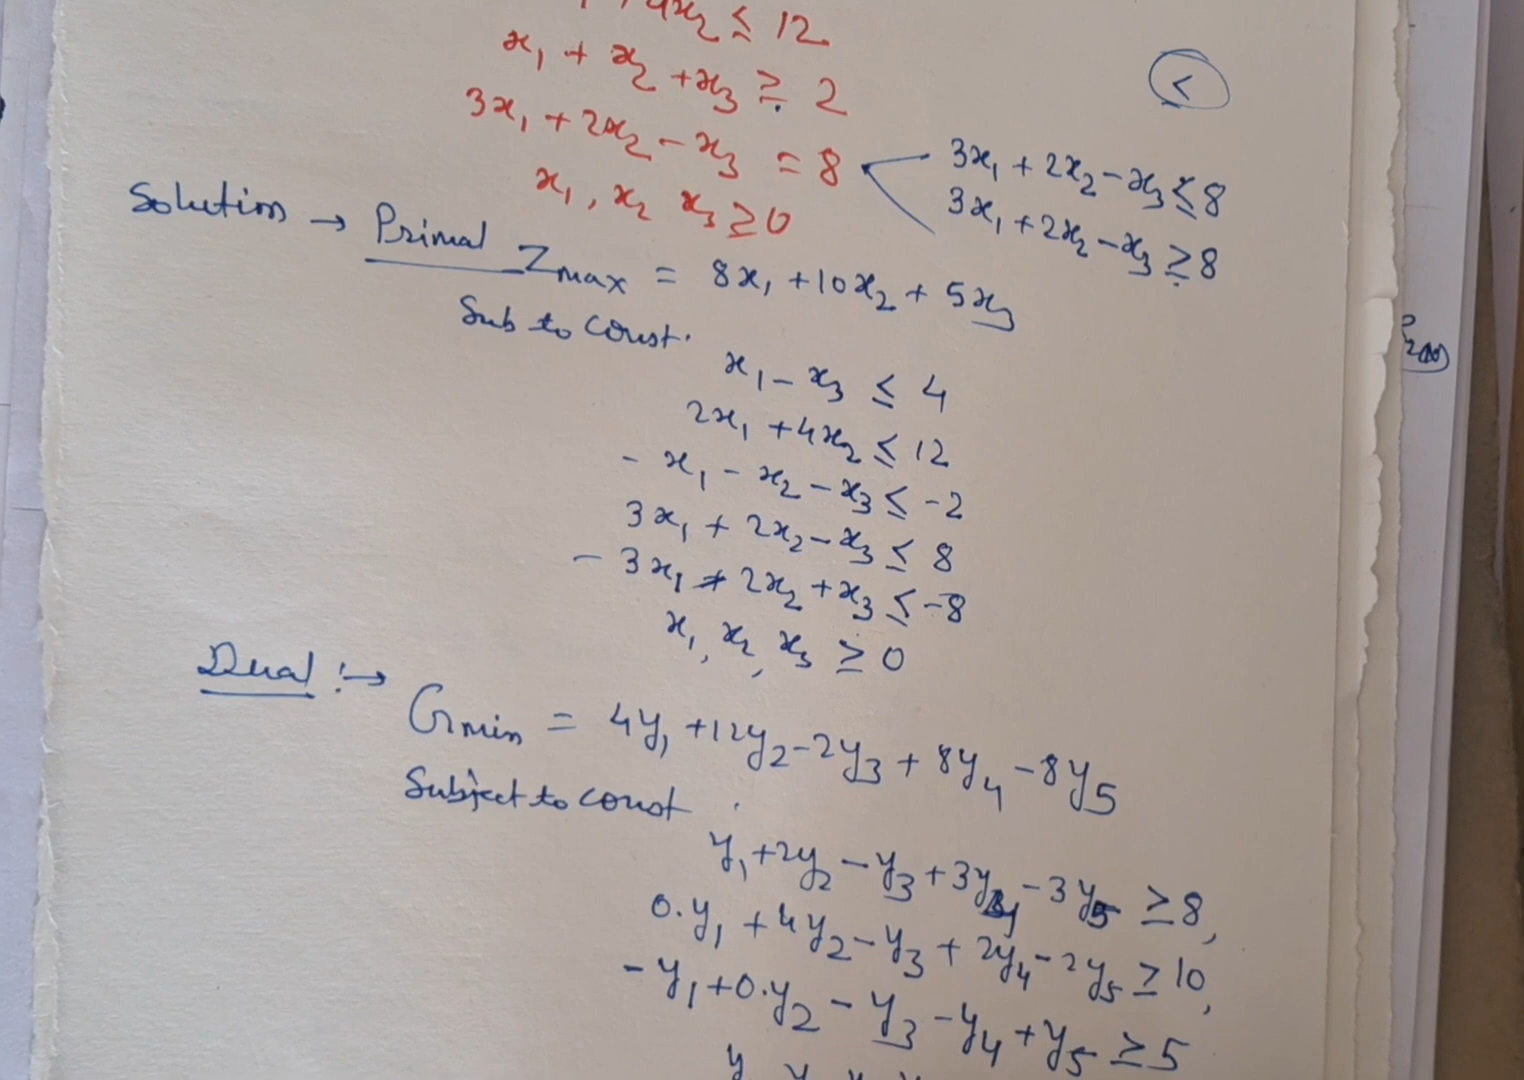 4x₂ ≤ 12
x₁ + x₂ + x₃ ≥ 2
<
3x₁ + 2x₂ - x₃ = 8
3x₁ + 2x₂ - x₃ ≤ 8
3x₁ + 2x₂ - x₃ ≥ 8
x₁, x₂ x₃ ≥ 0
Solution → Primal Zmax = 8x₁ + 10x₂ + 5x₃
Sub to const.
x₁ - x₃ ≤ 4
2x₁ + 4x₂ ≤ 12
- x₁ - x₂ - x₃ ≤ -2
3x₁ + 2x₂ - x₃ ≤ 8
- 3x₁ - 2x₂ + x₃ ≤ -8
x₁, x₂, x₃ ≥ 0
Dual :→
Gmin = 4y₁ + 12y₂ - 2y₃ + 8y₄ - 8y₅
Subject to const.
y₁ + 2y₂ - y₃ + 3y₄ - 3y₅ ≥ 8,
0.y₁ + 4y₂ - y₃ + 2y₄ - 2y₅ ≥ 10,
- y₁ + 0.y₂ - y₃ - y₄ + y₅ ≥ 5